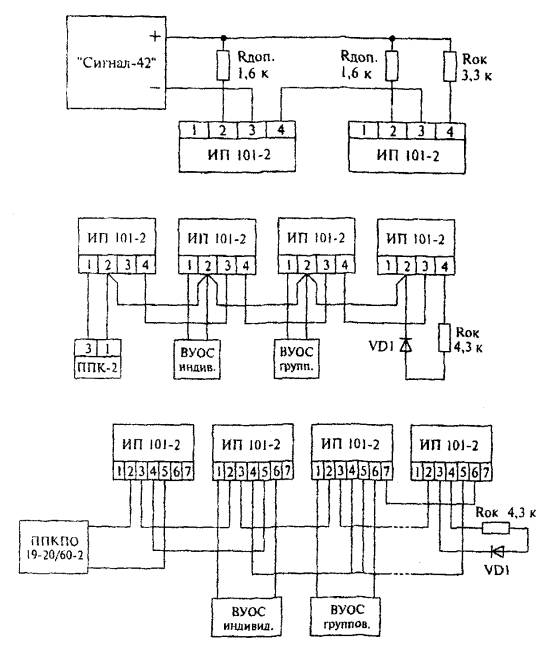 +
"Сигнал-42"
−
Rдоп.
1,6 к
Rдоп.
1,6 к
Rок
3,3 к
1 2 3 4
ИП 101-2
1 2 3 4
ИП 101-2
ИП 101-2
1 2 3 4
ИП 101-2
1 2 3 4
ИП 101-2
1 2 3 4
ИП 101-2
1 2 3 4
3 1
ППК-2
ВУОС
индив.
ВУОС
групп.
VD1
Rок
4,3 к
ИП 101-2
1 2 3 4 5 6 7
ИП 101-2
1 2 3 4 5 6 7
ИП 101-2
1 2 3 4 5 6 7
ИП 101-2
1 2 3 4 5 6 7
ППКПО
19-20/60-2
Rок 4,3 к
VD1
ВУОС
индивид.
ВУОС
группов.